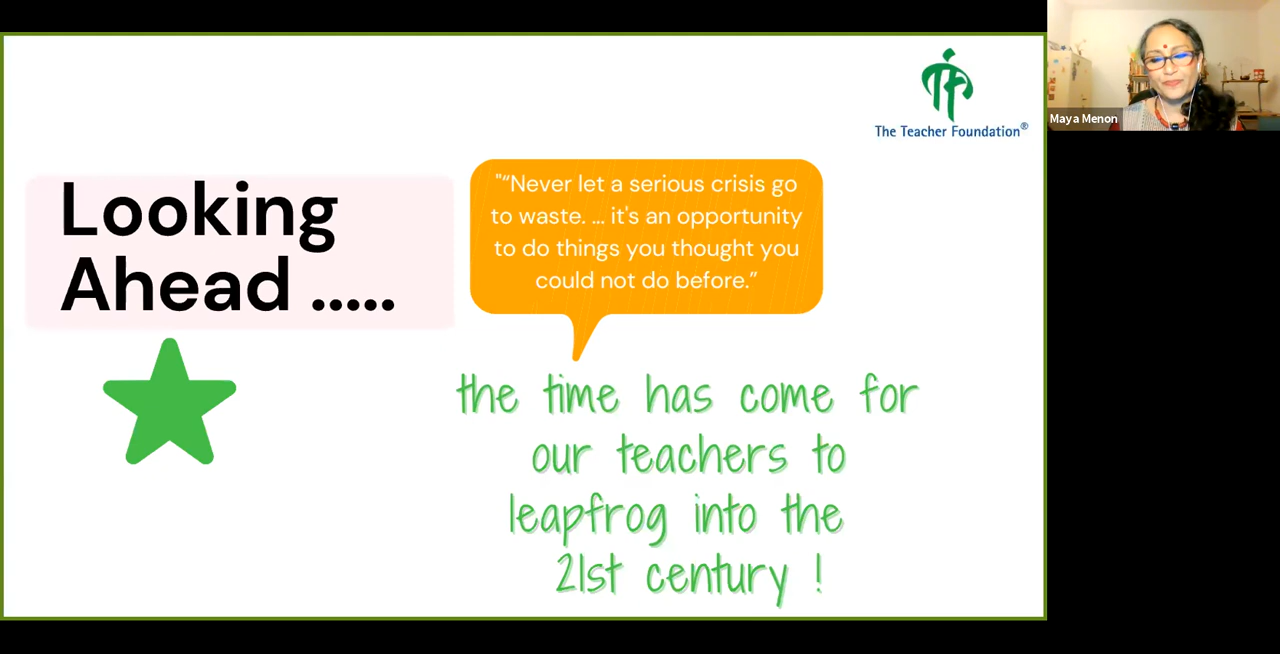 Looking
Ahead .....
"“Never let a serious crisis go
to waste. ... it's an opportunity
to do things you thought you
could not do before.”
the time has come for
our teachers to
leapfrog into the
21st century !
TF
The Teacher Foundation®
Maya Menon